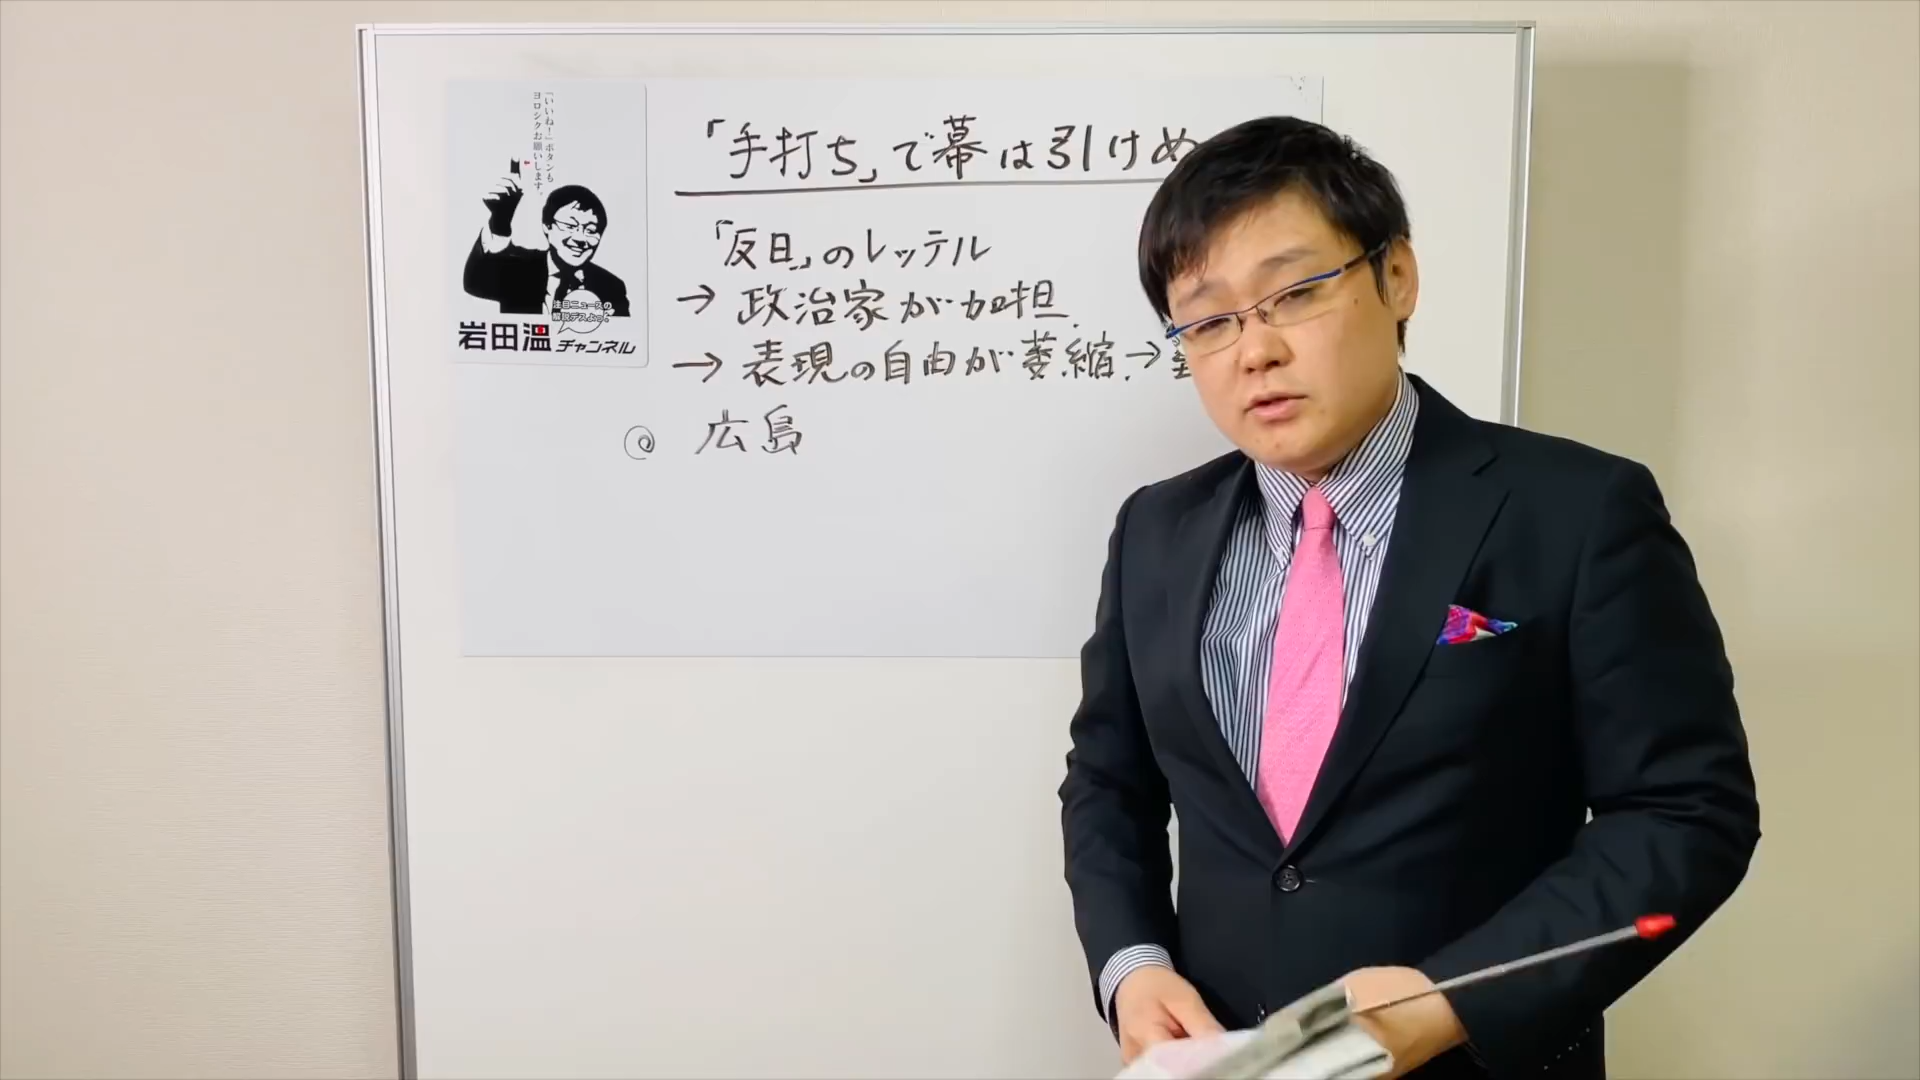 「いいね！」ボタンも
ヨロシクお願いします。
注目ニュースの
解説デスよっ。
岩田温 チャンネル
「手打ち」で幕は引けぬ
「反日」のレッテル
→ 政治家が加担.
→ 表現の自由が萎縮.→
@ 広島